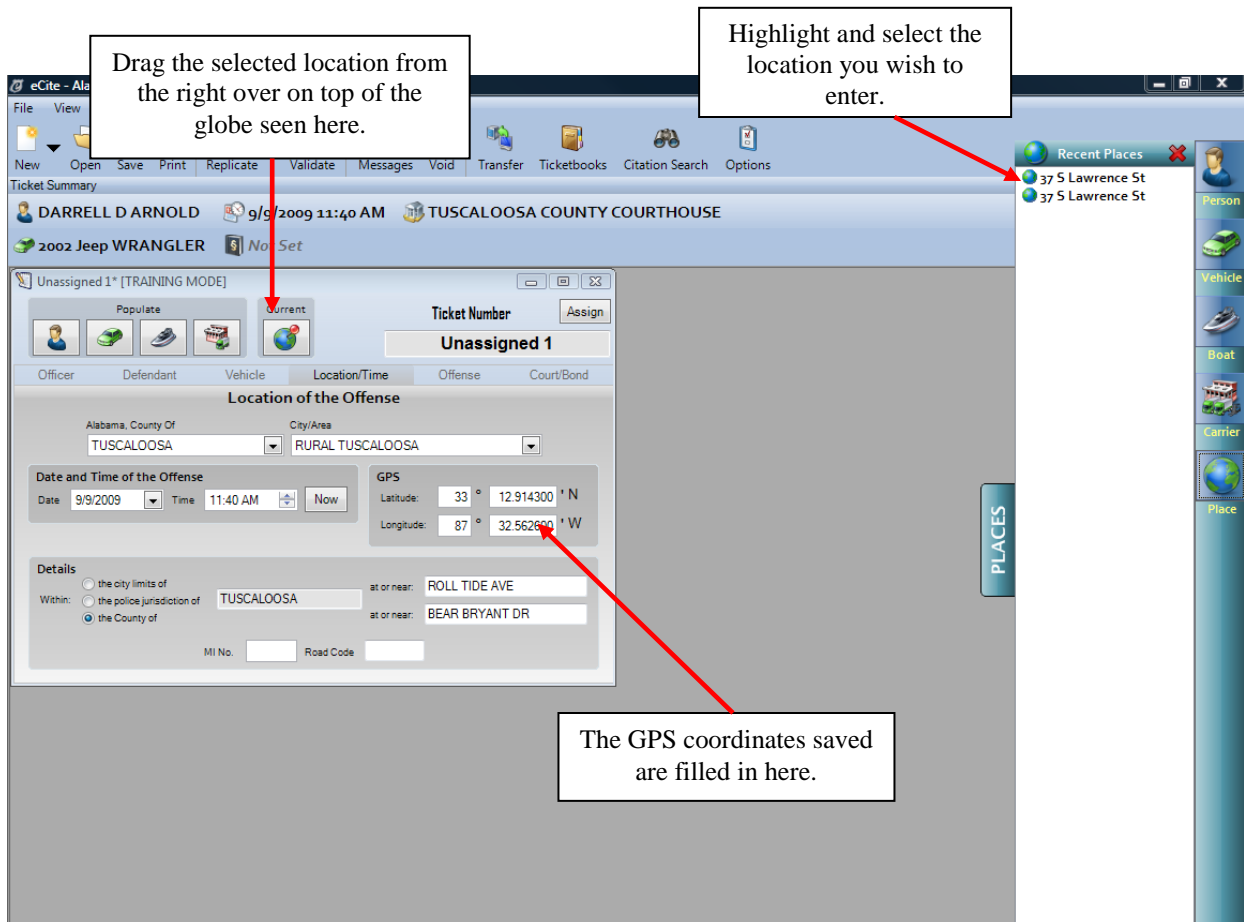 Drag the selected location from
the right over on top of the
globe seen here.
Highlight and select the
location you wish to
enter.
eCite - Ala
File View
New Open Save Print Replicate Validate Messages Void Transfer Ticketbooks Citation Search Options
Ticket Summary
DARRELL D ARNOLD 9/9/2009 11:40 AM TUSCALOOSA COUNTY COURTHOUSE
2002 Jeep WRANGLER Not Set
Unassigned 1* [TRAINING MODE]
Populate Current Ticket Number Assign
Unassigned 1
Officer Defendant Vehicle Location/Time Offense Court/Bond
Location of the Offense
Alabama, County Of City/Area
TUSCALOOSA RURAL TUSCALOOSA
Date and Time of the Offense
Date 9/9/2009 Time 11:40 AM Now
GPS
Latitude: 33 ° 12.914300 ' N
Longitude: 87 ° 32.562600 ' W
Details
Within:
the city limits of
the police jurisdiction of
the County of
TUSCALOOSA
at or near: ROLL TIDE AVE
at or near: BEAR BRYANT DR
MI No. Road Code
The GPS coordinates saved
are filled in here.
PLACES
Recent Places
37 S Lawrence St
37 S Lawrence St
Person
Vehicle
Boat
Carrier
Place